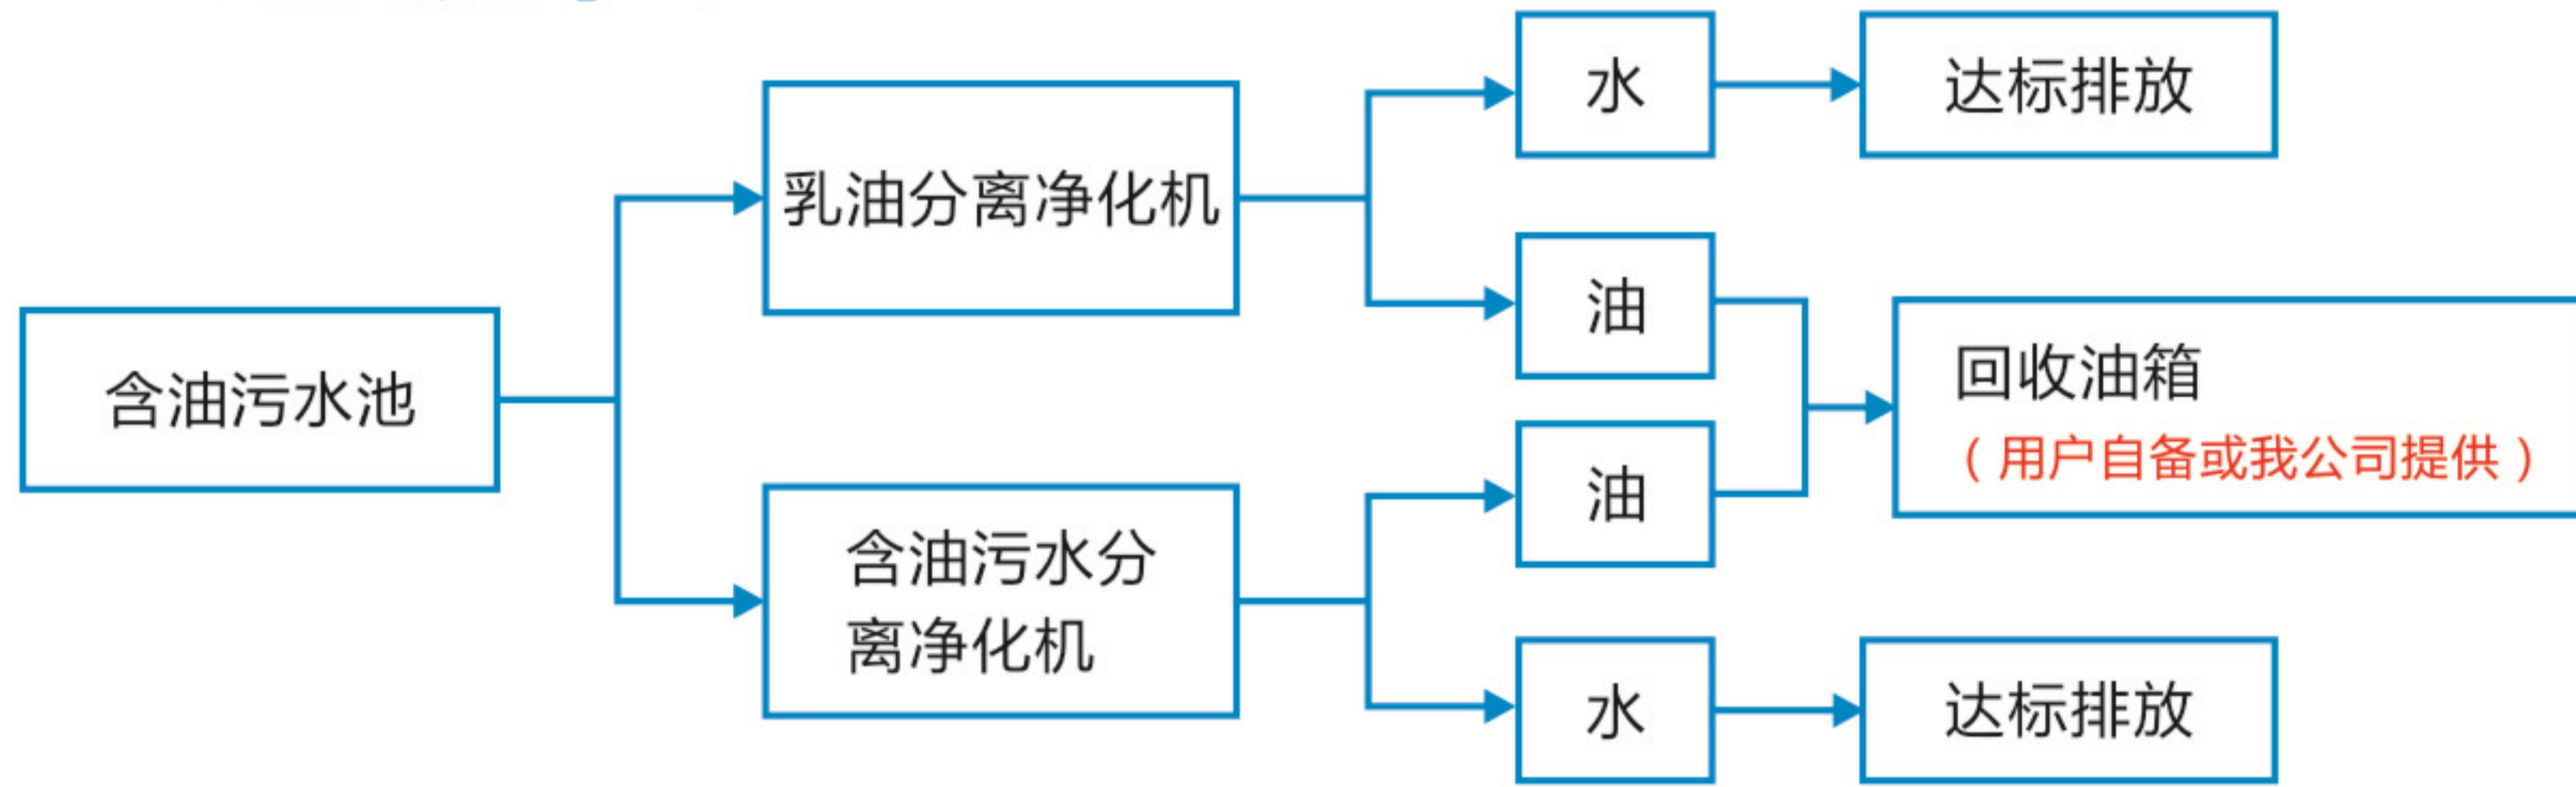 水
达标排放
乳油分离净化机
油
含油污水池
回收油箱
（用户自备或我公司提供）
油
含油污水分
离净化机
水
达标排放